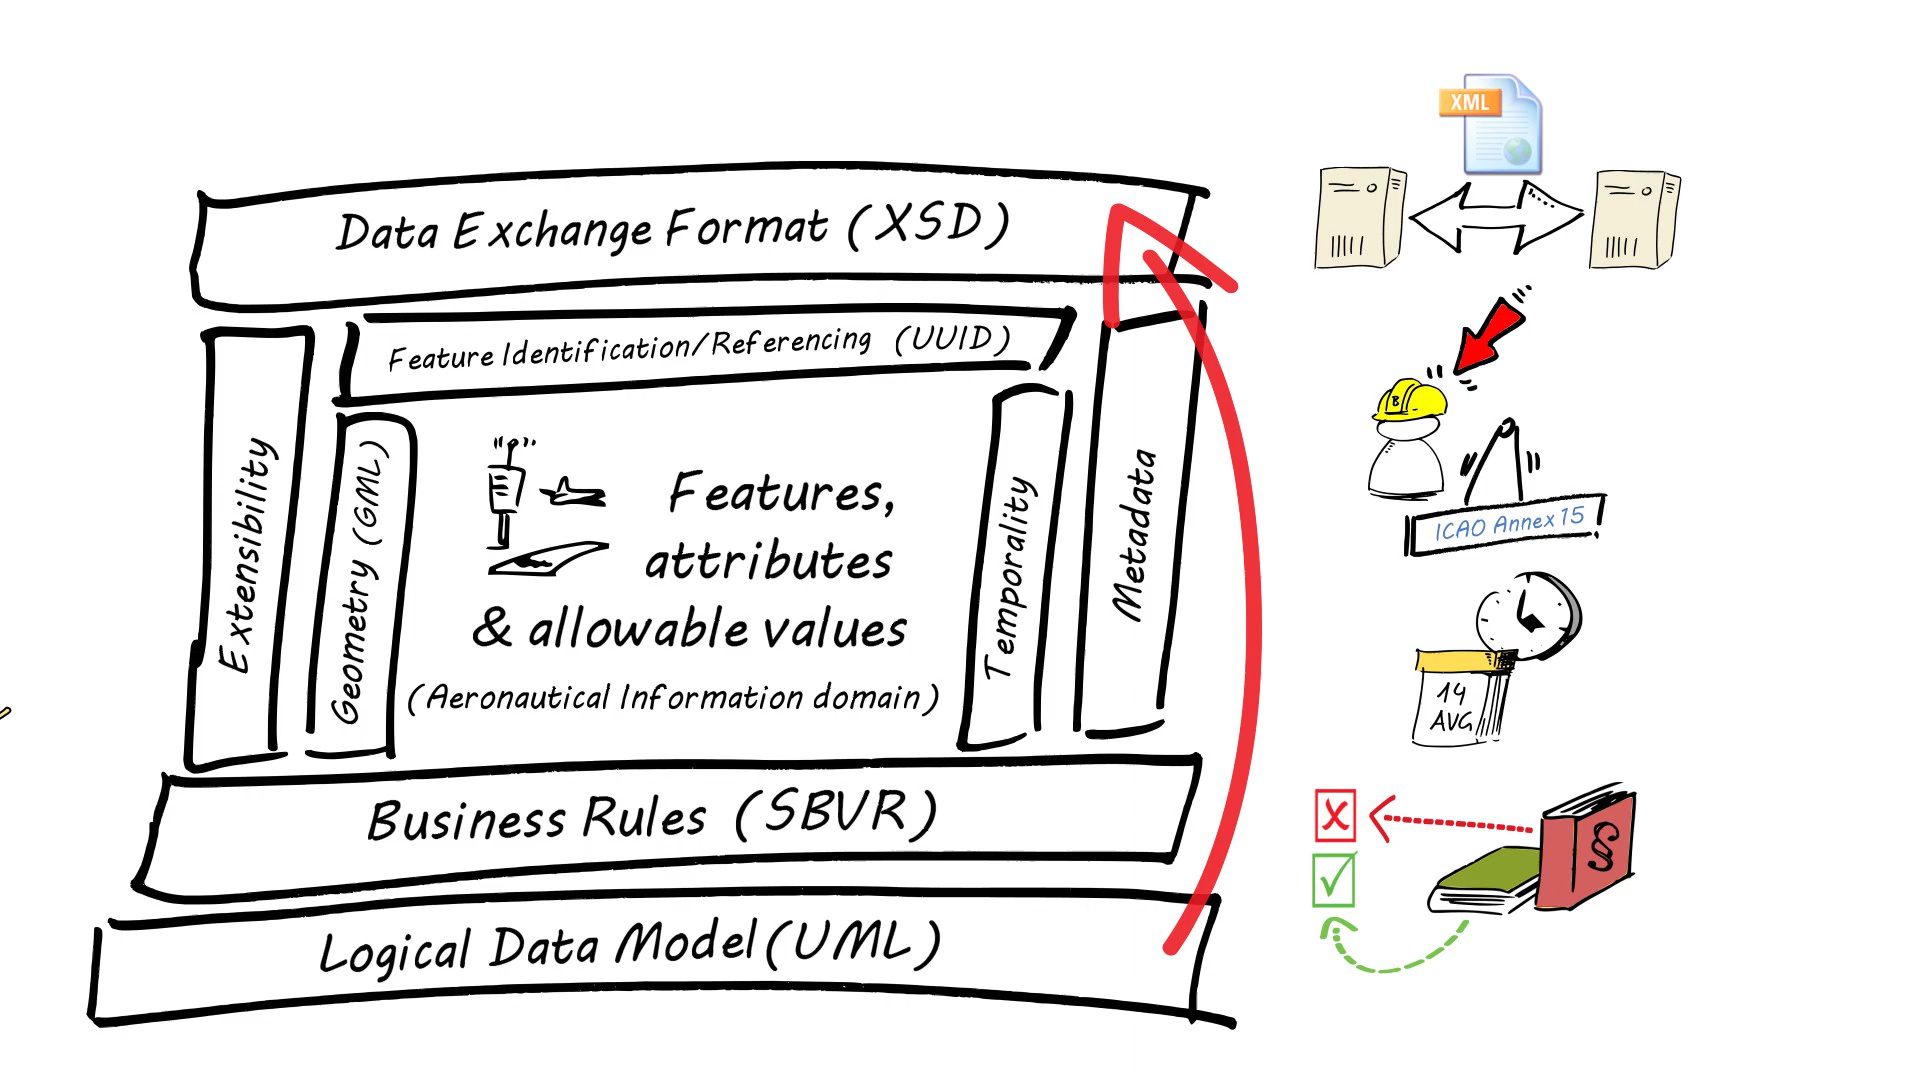 XML
Data Exchange Format (XSD)
Feature Identification/Referencing (UUID)
Extensibility
Geometry (GML)
Features,
attributes
& allowable values
(Aeronautical Information domain)
Temporality
Metadata
Business Rules (SBVR)
Logical Data Model (UML)
B
ICAO Annex 15
14
AVG
§